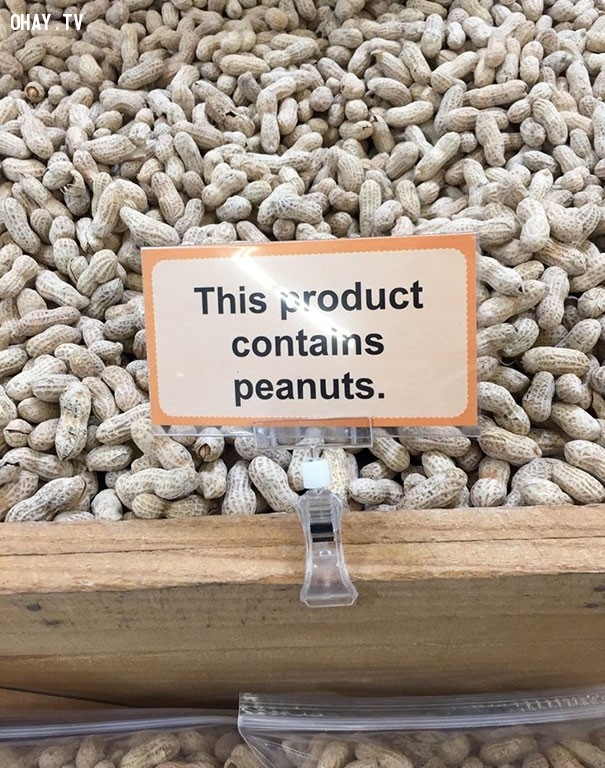 OHAY.TV
This product
contains
peanuts.